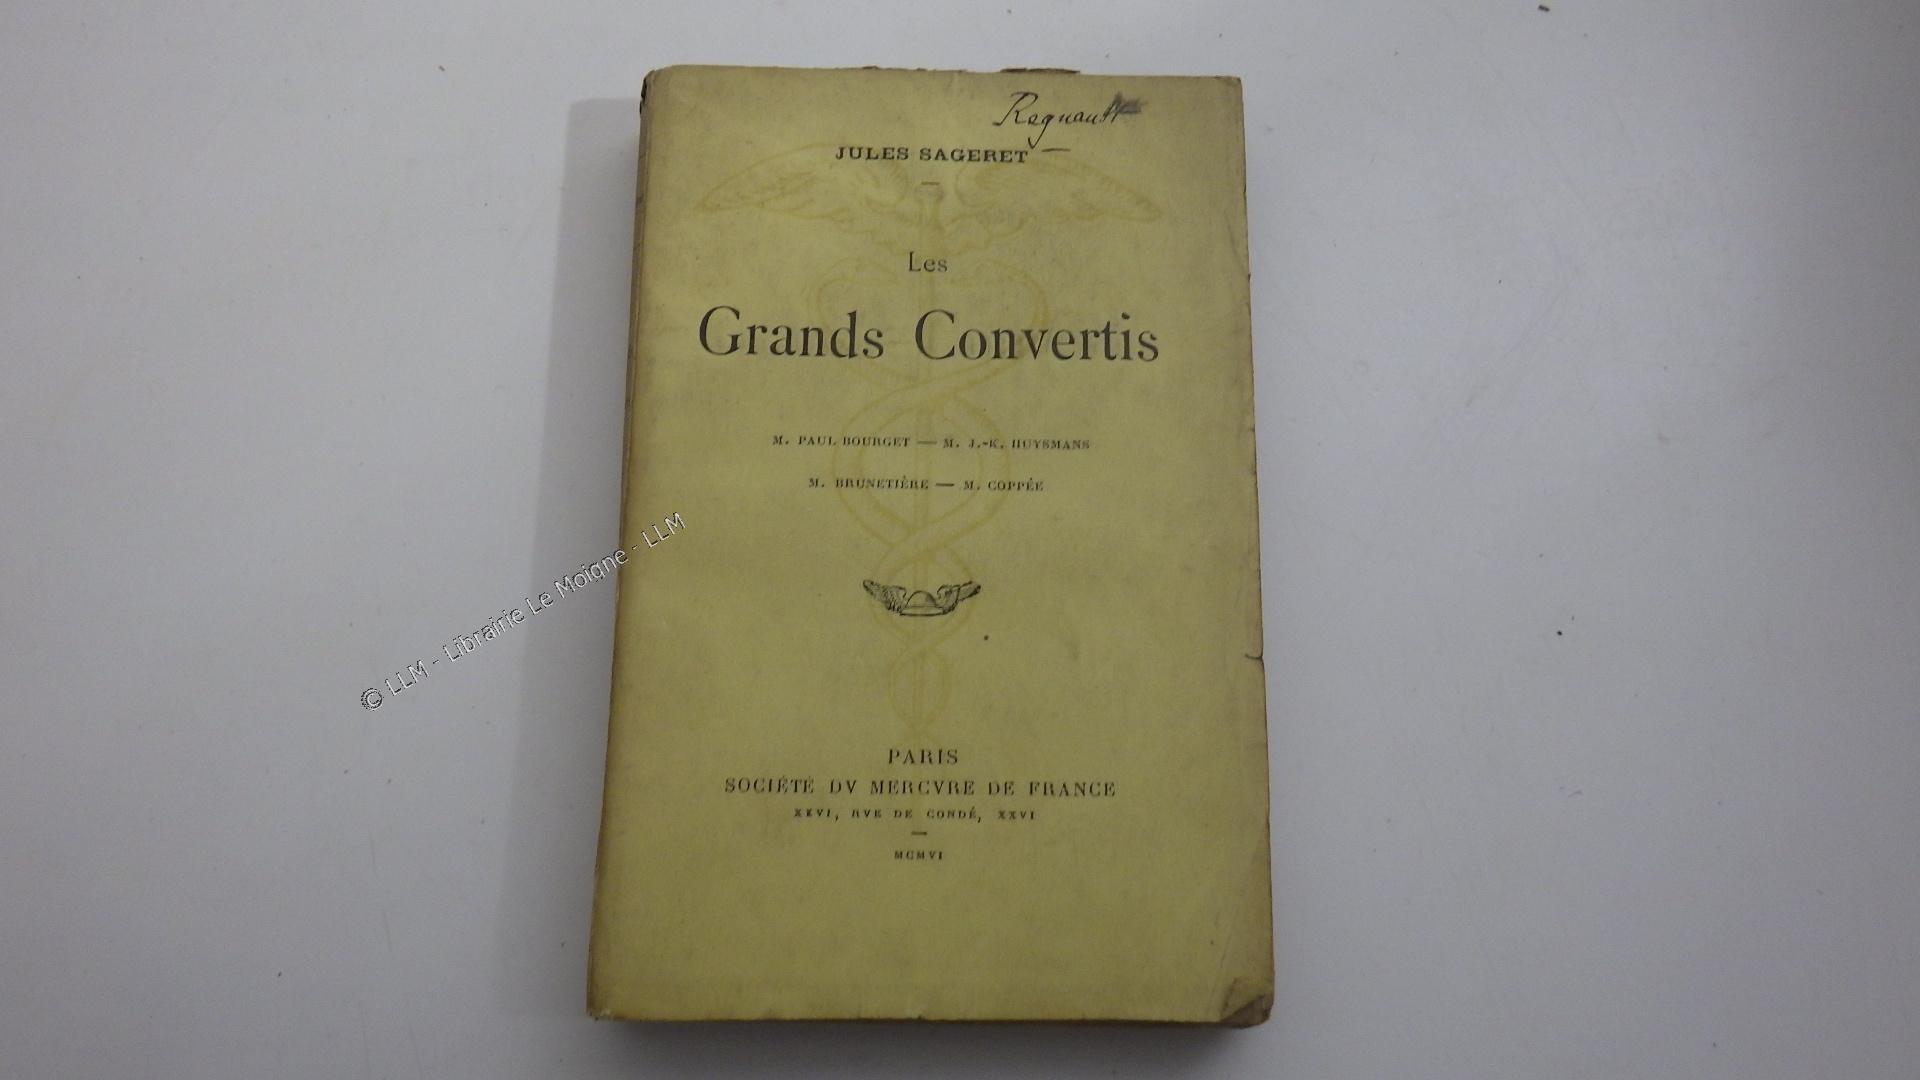 Regnault
JULES SAGERET
Les
Grands Convertis
M. PAUL BOURGET — M. J.-K. HUYSMANS
M. BRUNETIÈRE — M. COPPÉE
PARIS
SOCIÉTÉ DV MERCVRE DE FRANCE
XXVI, RVE DE CONDÉ, XXVI
MCMVI
© LLM - Librairie Le Moigne - LLM